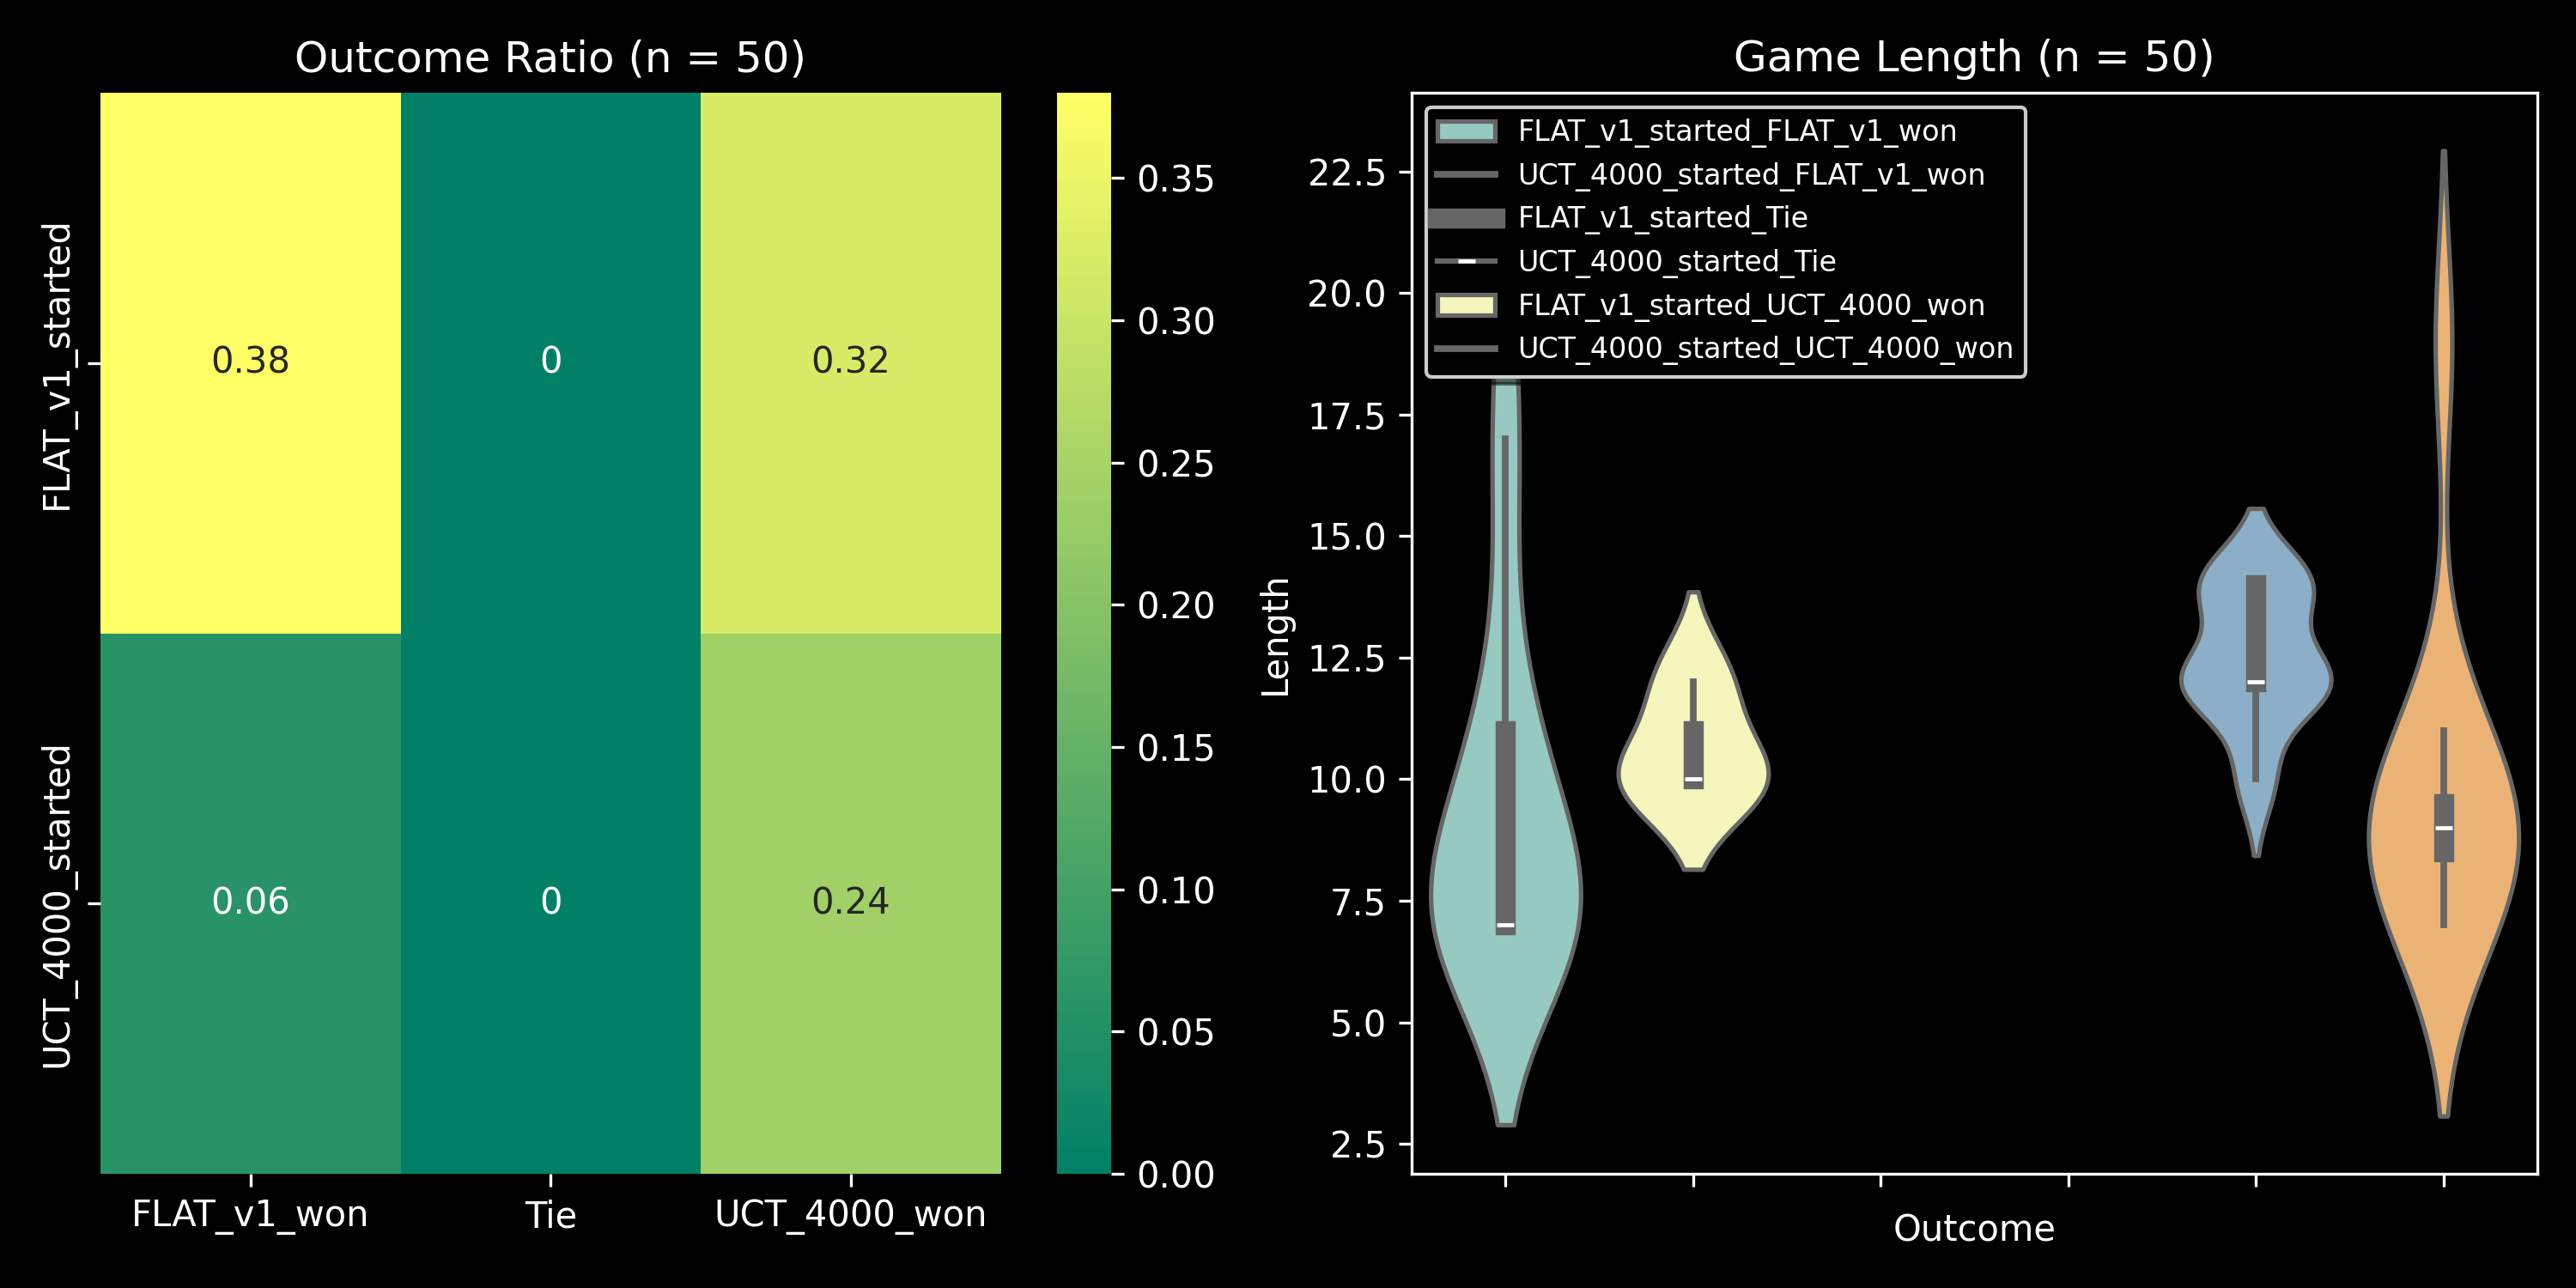 Outcome Ratio (n = 50)
FLAT_v1_started
UCT_4000_started
0.38
0
0.32
0.06
0
0.24
FLAT_v1_won
Tie
UCT_4000_won
0.35
0.30
0.25
0.20
0.15
0.10
0.05
0.00
Game Length (n = 50)
Length
22.5
20.0
17.5
15.0
12.5
10.0
7.5
5.0
2.5
FLAT_v1_started_FLAT_v1_won
UCT_4000_started_FLAT_v1_won
FLAT_v1_started_Tie
UCT_4000_started_Tie
FLAT_v1_started_UCT_4000_won
UCT_4000_started_UCT_4000_won
Outcome